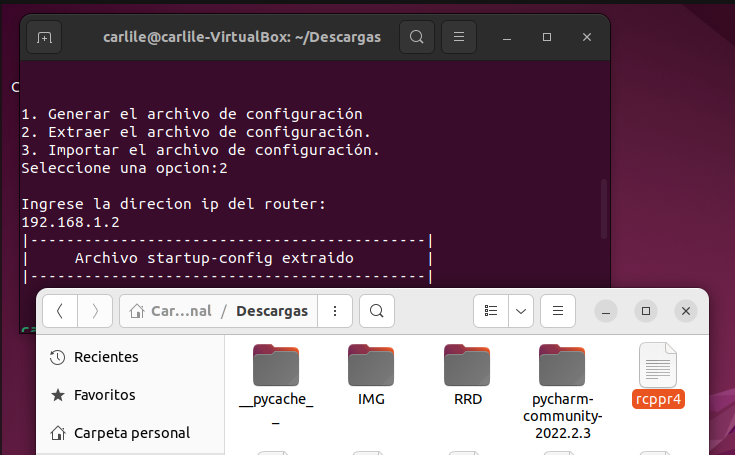 carlile@carlile-VirtualBox: ~/Descargas
C
1. Generar el archivo de configuración
2. Extraer el archivo de configuración.
3. Importar el archivo de configuración.
Seleccione una opcion:2
Ingrese la direcion ip del router:
192.168.1.2
|--------------------------------------------|
| Archivo startup-config extraido |
|--------------------------------------------|
Car…nal / Descargas
Recientes
Favoritos
Carpeta personal
__pycache_
_
IMG
RRD
pycharm-
community-
2022.2.3
rcppr4